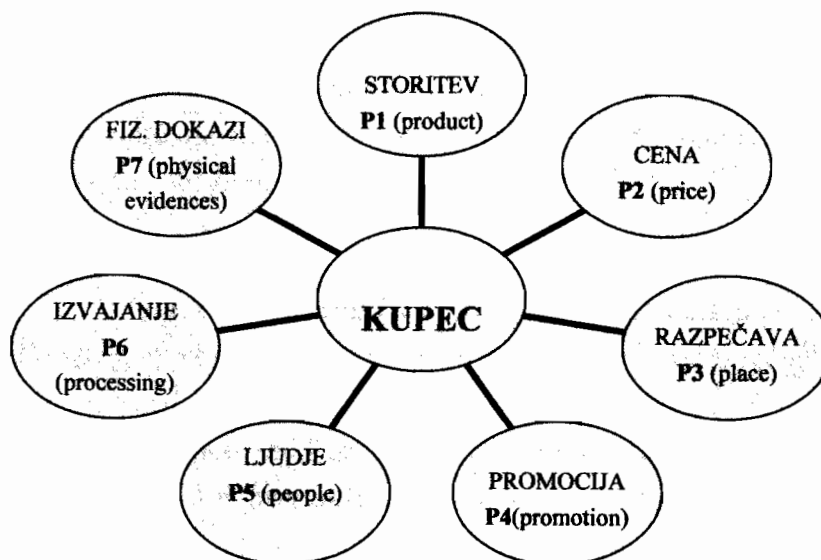 STORITEV
P1 (product)
CENA
P2 (price)
RAZPEČAVA
P3 (place)
PROMOCIJA
P4(promotion)
LJUDJE
P5 (people)
IZVAJANJE
P6
(processing)
FIZ. DOKAZI
P7 (physical
evidences)
KUPEC